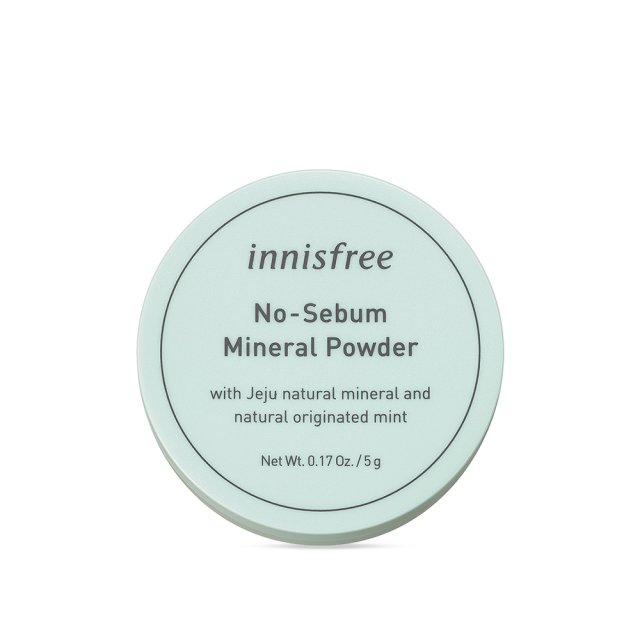 innisfree
No-Sebum
Mineral Powder
with Jeju natural mineral and
natural originated mint
Net Wt. 0.17 Oz. / 5 g